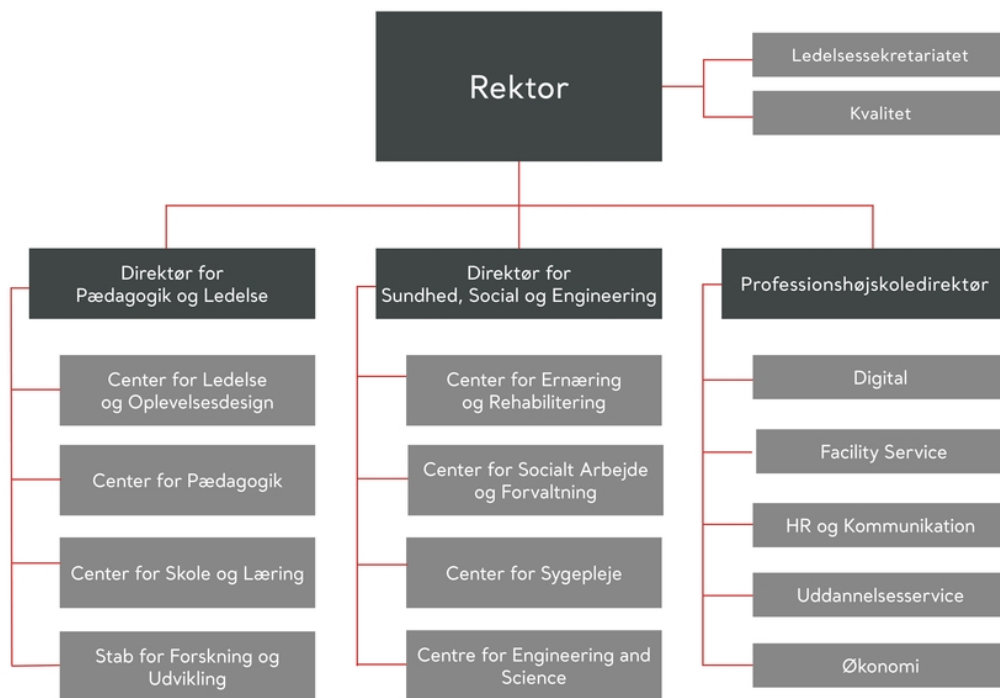 Rektor
Ledelsessekretariatet
Kvalitet
Direktør for
Pædagogik og Ledelse
Center for Ledelse
og Oplevelsesdesign
Center for Pædagogik
Center for Skole og Læring
Stab for Forskning og
Udvikling
Direktør for
Sundhed, Social og Engineering
Center for Ernæring
og Rehabilitering
Center for Socialt Arbejde
og Forvaltning
Center for Sygepleje
Centre for Engineering and
Science
Professionshøjskoledirektør
Digital
Facility Service
HR og Kommunikation
Uddannelsesservice
Økonomi